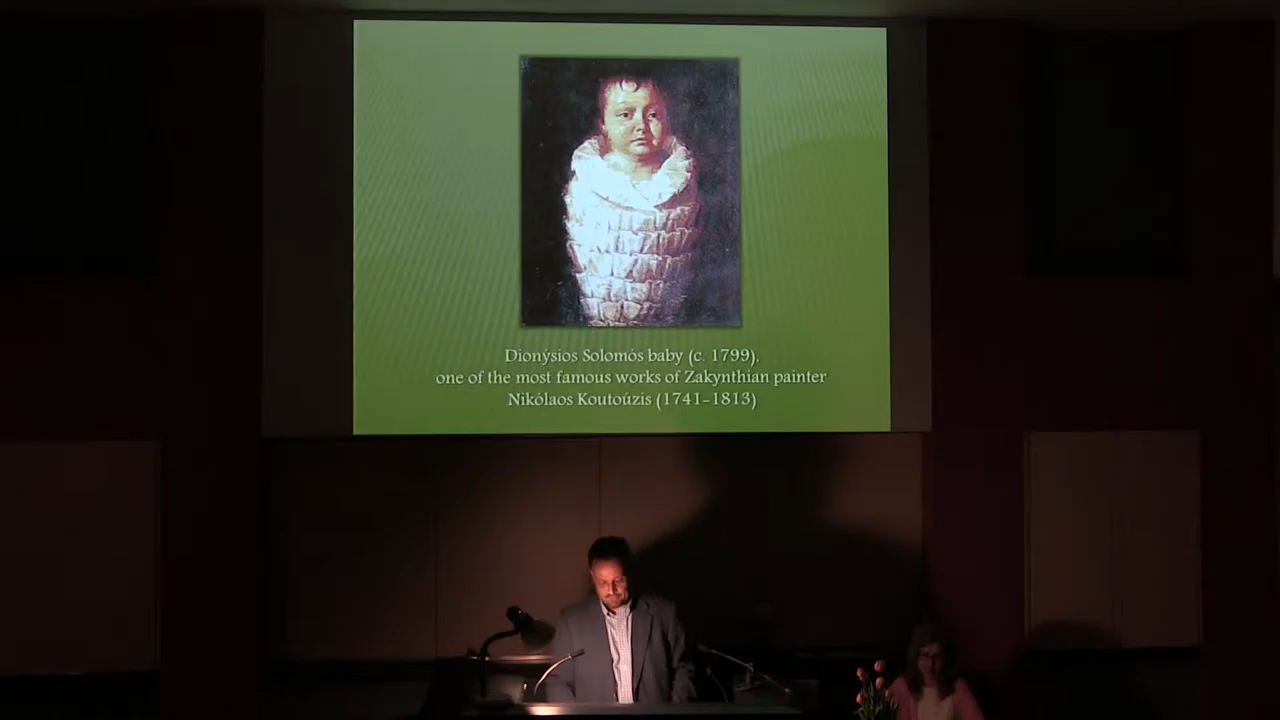 Dionýsios Solomós baby (c. 1799),
one of the most famous works of Zakynthian painter
Nikólaos Koutoúzis (1741-1813)